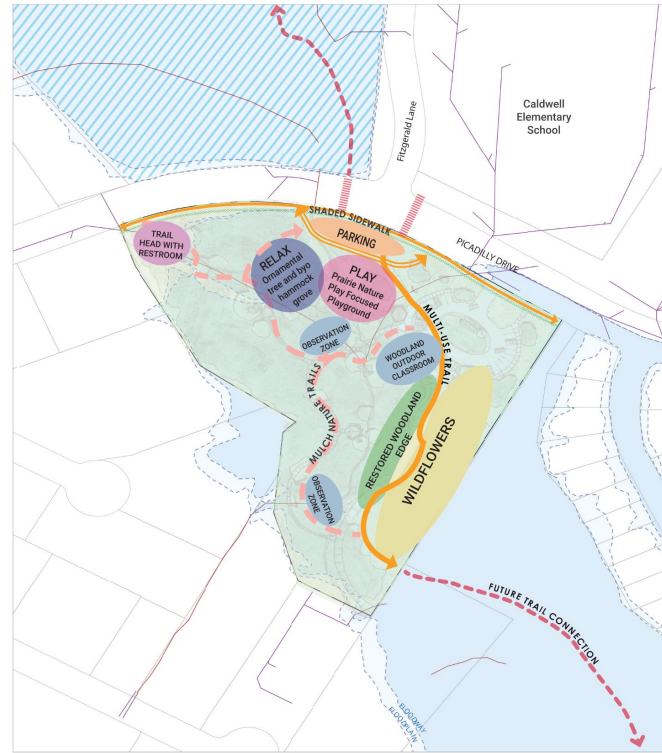 Caldwell
Elementary
School
Fitzgerald Lane
SHADED SIDEWALK
PICADILLY DRIVE
PARKING
TRAIL
HEAD WITH
RESTROOM
RELAX
Ornamental
tree and byo
hammock
grove
PLAY
Prairie Nature
Play Focused
Playground
MULTI-USE TRAIL
OBSERVATION
ZONE
WOODLAND
OUTDOOR
CLASSROOM
MULCH NATURE TRAILS
RESTORED WOODLAND
EDGE
WILDFLOWERS
OBSERVATION
ZONE
FUTURE TRAIL CONNECTION
FLOODWAY
FLOODPLAIN